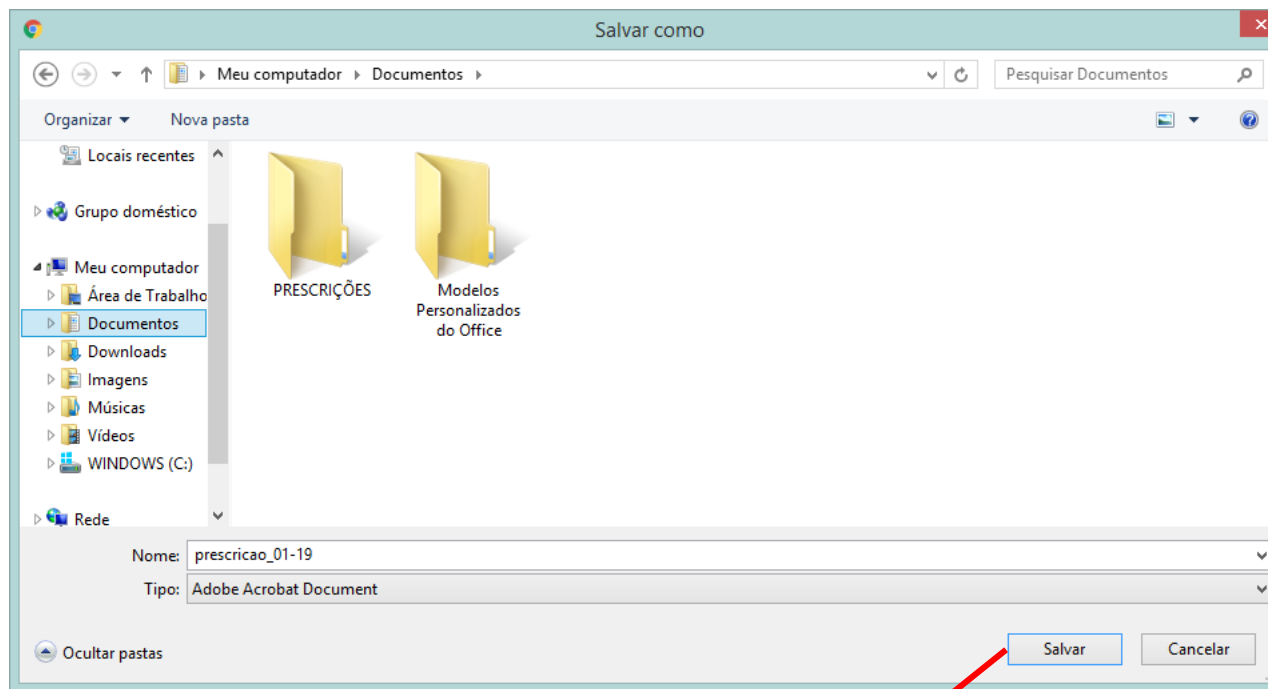 Salvar como
Meu computador Documentos
Pesquisar Documentos
Organizar
Nova pasta
Locais recentes
Grupo doméstico
Meu computador
Área de Trabalho
Documentos
Downloads
Imagens
Músicas
Vídeos
WINDOWS (C:)
Rede
PRESCRIÇÕES
Modelos
Personalizados
do Office
Nome: prescricao_01-19
Tipo: Adobe Acrobat Document
Ocultar pastas
Salvar
Cancelar